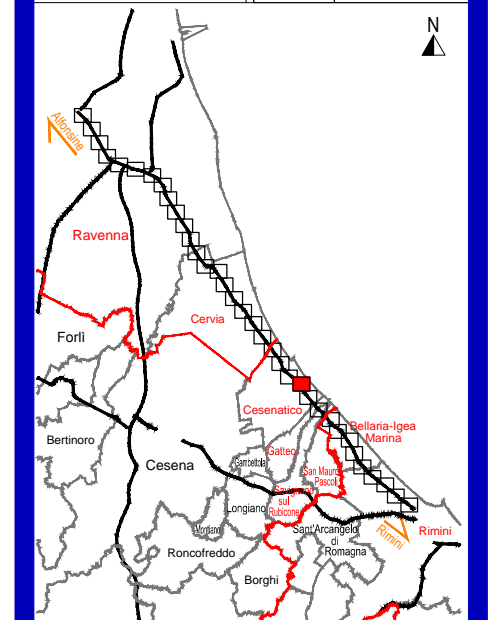 N
Alfonsine
Ravenna
Cervia
Forlì
Cesenatico
Bellaria-Igea
Marina
Bertinoro
Gatteo
Gambettola
Cesena
San Mauro
Pascoli
Savignano
sul
Rubicone
Longiano
Montiano
Sant'Arcangelo
di
Romagna
Rimini
Rimini
Roncofreddo
Borghi